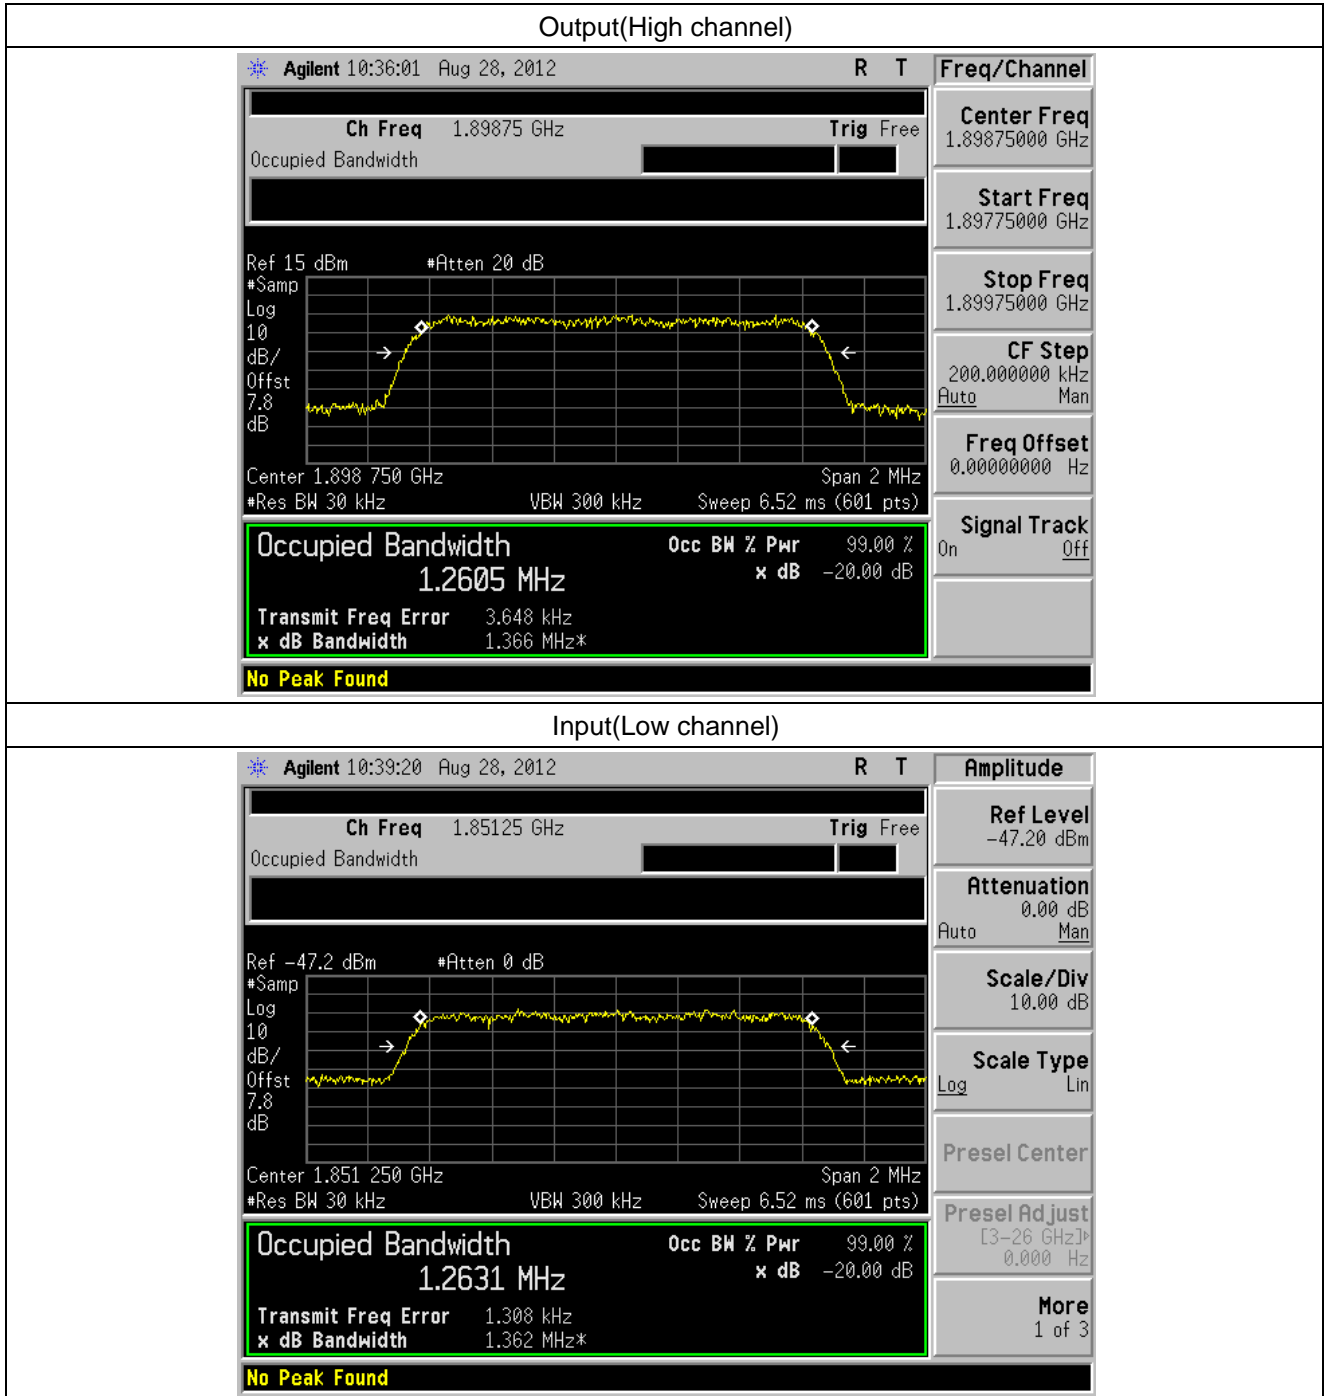 Output(High channel)
Agilent 10:36:01 Aug 28, 2012 R T Freq/Channel
Ch Freq 1.89875 GHz Trig Free
Occupied Bandwidth
Center Freq
1.89875000 GHz
Start Freq
1.89775000 GHz
Stop Freq
1.89975000 GHz
CF Step
200.000000 kHz
Auto Man
Freq Offset
0.00000000 Hz
Signal Track
On Off
Ref 15 dBm #Atten 20 dB
#Samp
Log
10
dB/
Offst
7.8
dB
Center 1.898 750 GHz Span 2 MHz
#Res BW 30 kHz VBW 300 kHz Sweep 6.52 ms (601 pts)
Occupied Bandwidth Occ BW % Pwr 99.00 %
1.2605 MHz x dB -20.00 dB
Transmit Freq Error 3.648 kHz
x dB Bandwidth 1.366 MHz*
No Peak Found
Input(Low channel)
Agilent 10:39:20 Aug 28, 2012 R T Amplitude
Ch Freq 1.85125 GHz Trig Free
Occupied Bandwidth
Ref Level
-47.20 dBm
Attenuation
0.00 dB
Auto Man
Scale/Div
10.00 dB
Scale Type
Log Lin
Presel Center
Presel Adjust
[3-26 GHz]▹
0.000 Hz
More
1 of 3
Ref -47.2 dBm #Atten 0 dB
#Samp
Log
10
dB/
Offst
7.8
dB
Center 1.851 250 GHz Span 2 MHz
#Res BW 30 kHz VBW 300 kHz Sweep 6.52 ms (601 pts)
Occupied Bandwidth Occ BW % Pwr 99.00 %
1.2631 MHz x dB -20.00 dB
Transmit Freq Error 1.308 kHz
x dB Bandwidth 1.362 MHz*
No Peak Found